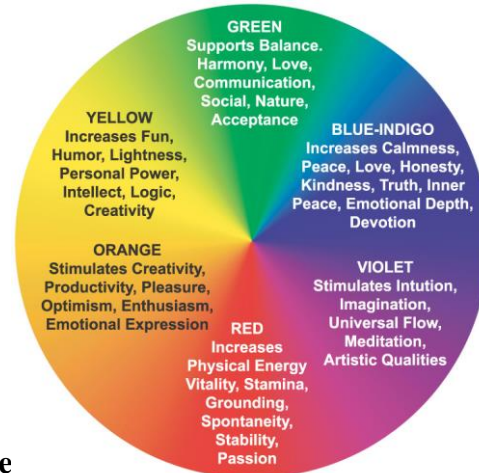 GREEN
Supports Balance.
Harmony, Love,
Communication,
Social, Nature,
Acceptance
YELLOW
Increases Fun,
Humor, Lightness,
Personal Power,
Intellect, Logic,
Creativity
BLUE-INDIGO
Increases Calmness,
Peace, Love, Honesty,
Kindness, Truth, Inner
Peace, Emotional Depth,
Devotion
ORANGE
Stimulates Creativity,
Productivity, Pleasure,
Optimism, Enthusiasm,
Emotional Expression
VIOLET
Stimulates Intution,
Imagination,
Universal Flow,
Meditation,
Artistic Qualities
RED
Increases
Physical Energy
Vitality, Stamina,
Grounding,
Spontaneity,
Stability,
Passion
e